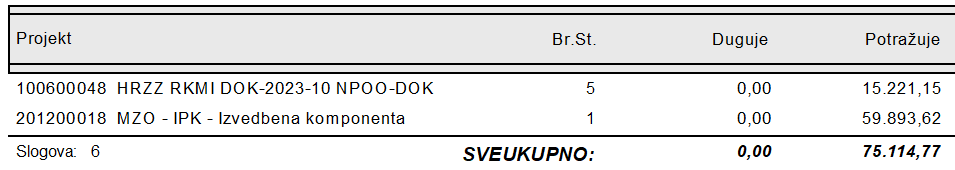 Projekt Br.St. Duguje Potražuje
100600048 HRZZ RKMI DOK-2023-10 NPOO-DOK 5 0,00 15.221,15
201200018 MZO - IPK - Izvedbena komponenta 1 0,00 59.893,62
Slogova: 6 SVEUKUPNO: 0,00 75.114,77